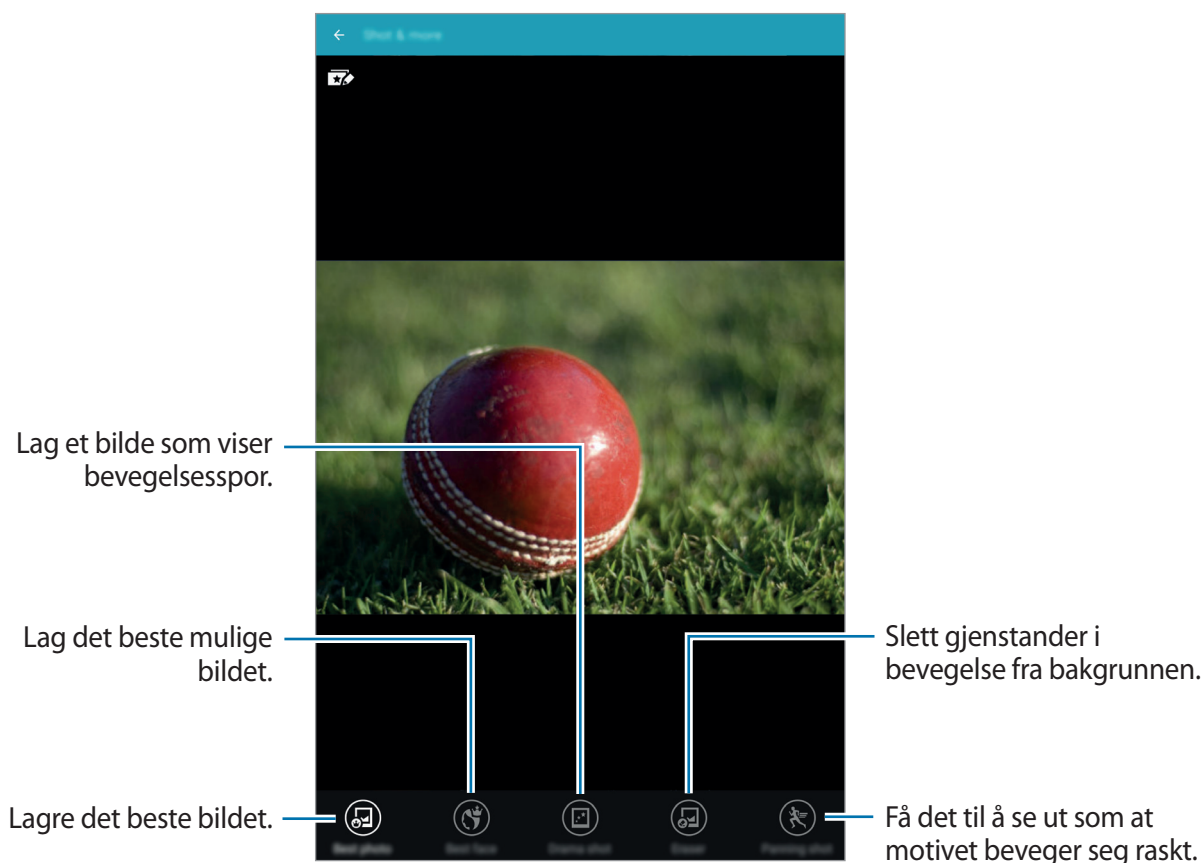 Shot & more
Lag et bilde som viser
bevegelsesspor.
Lag det beste mulige
bildet.
Slett gjenstander i
bevegelse fra bakgrunnen.
Lagre det beste bildet.
Få det til å se ut som at
motivet beveger seg raskt.
Best photo
Best face
Drama shot
Eraser
Panning shot